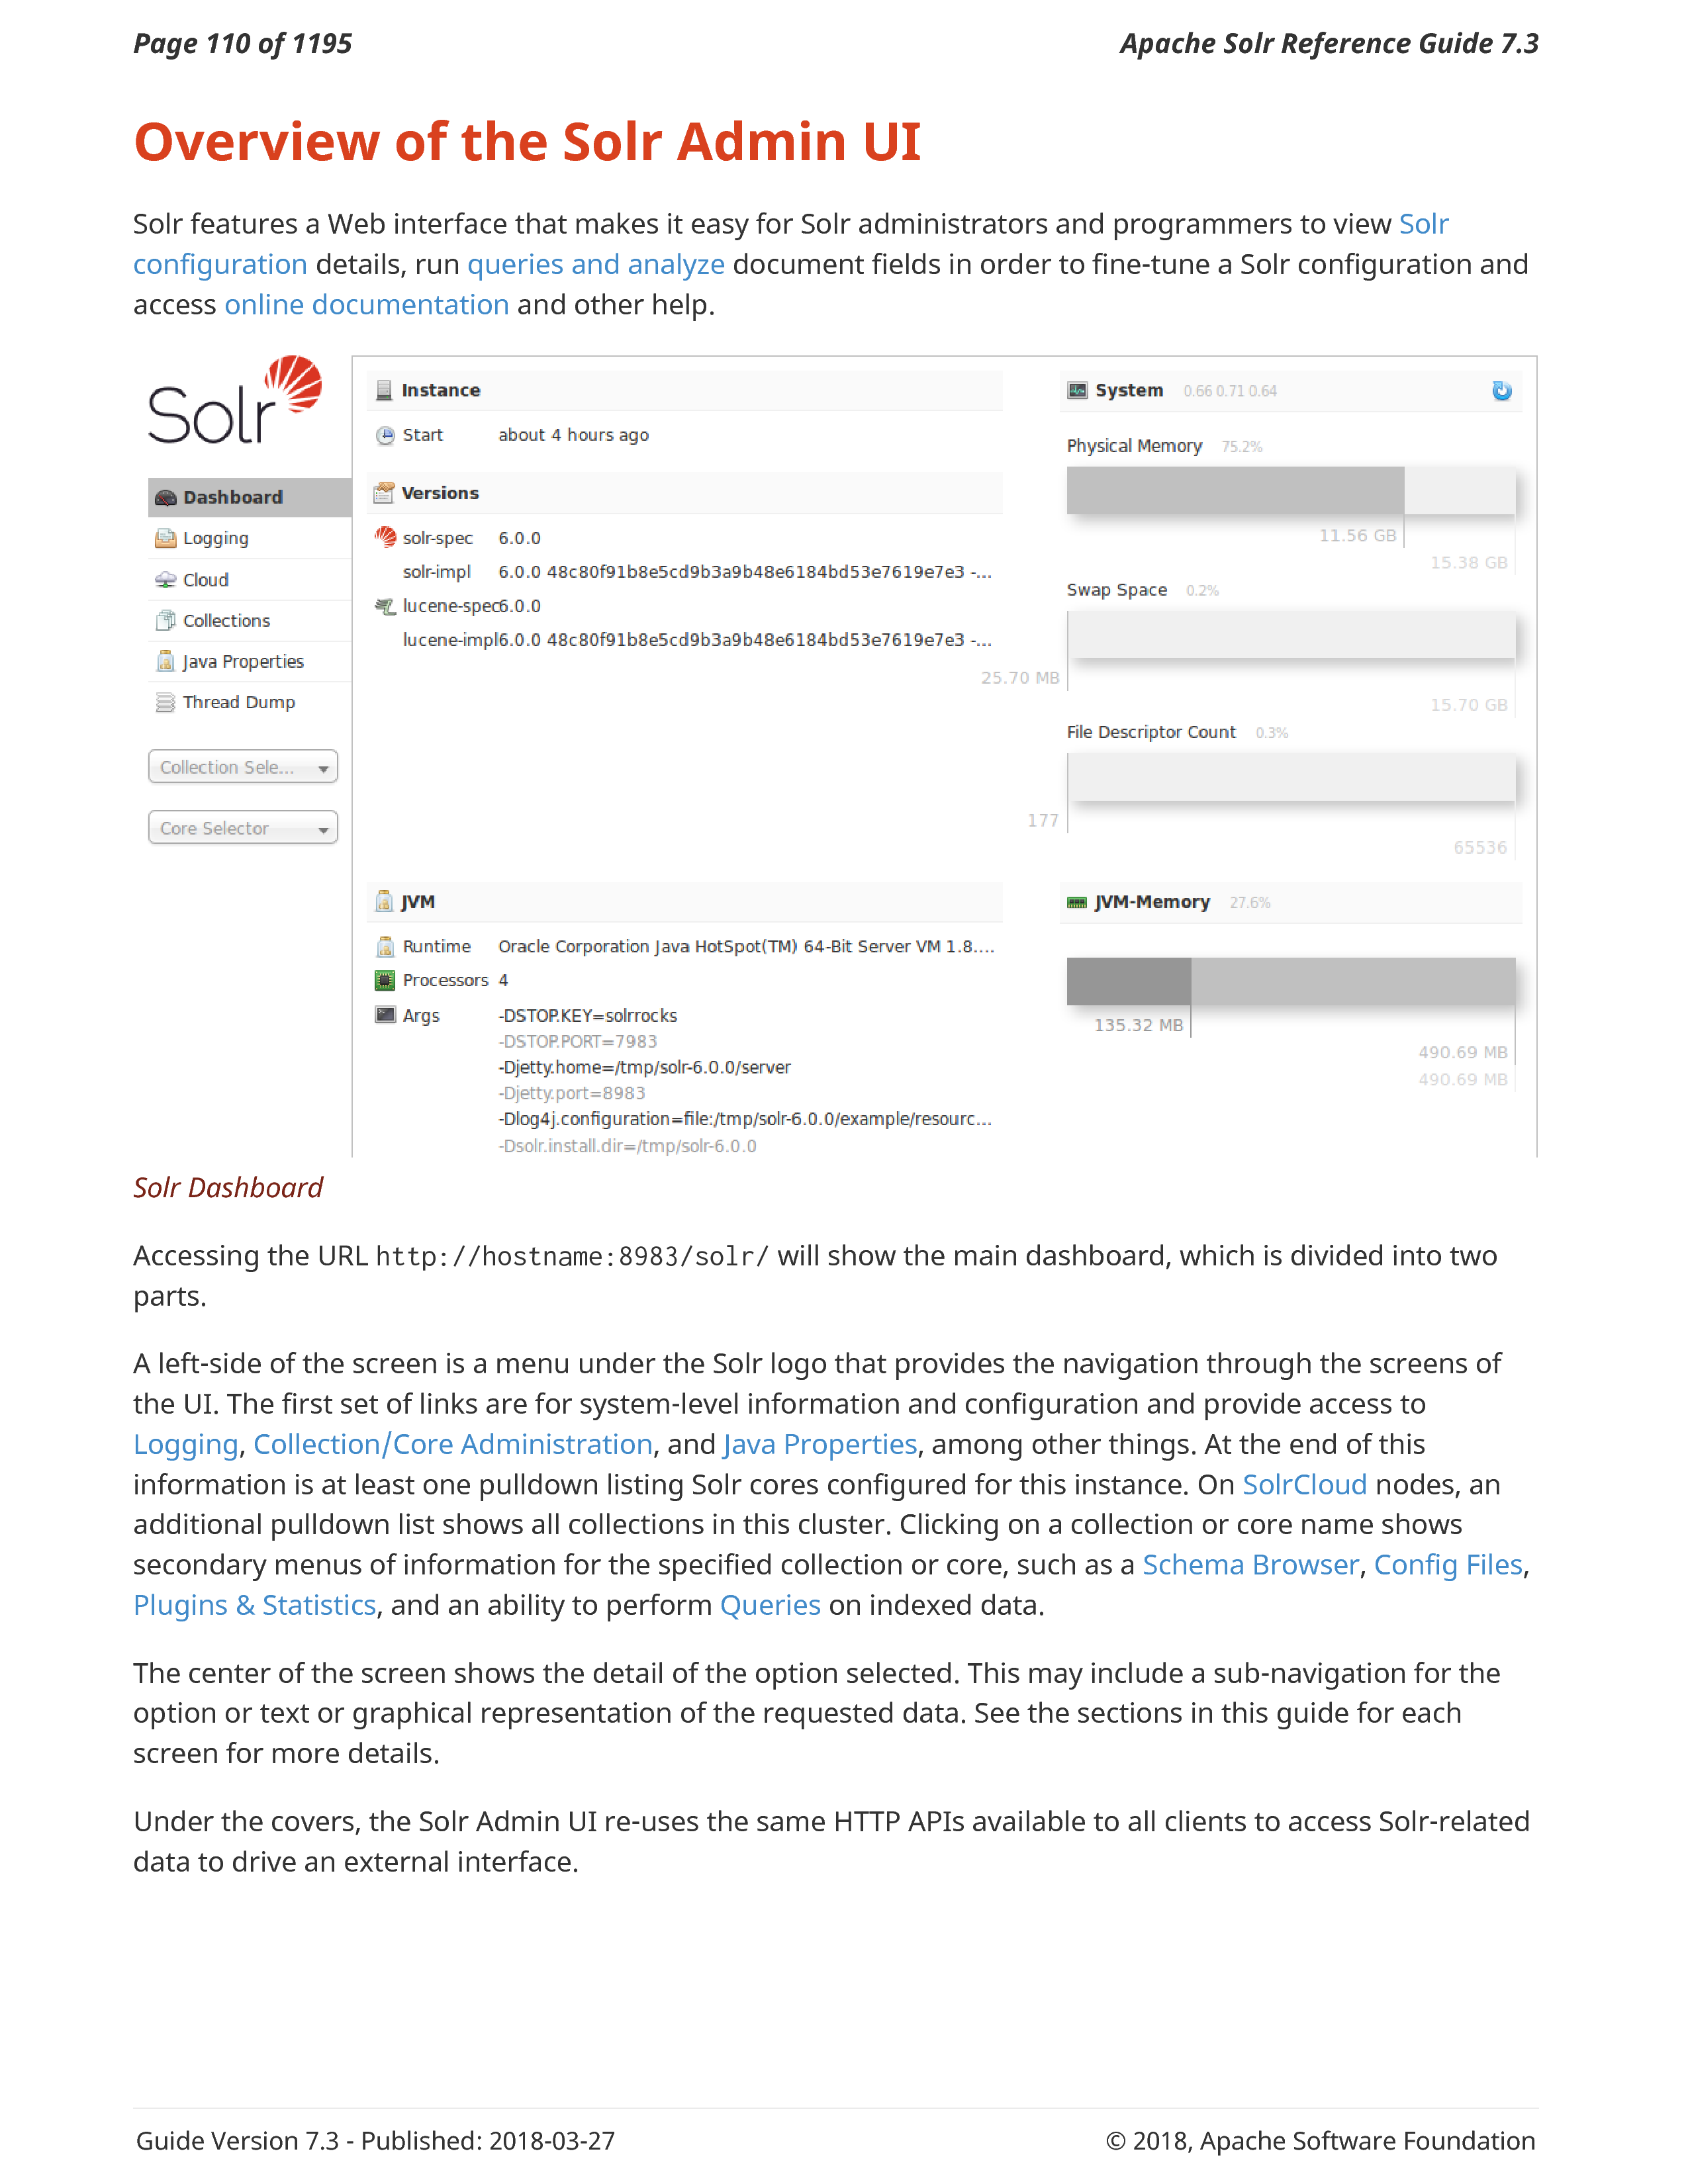 Page 110 of 1195
Apache Solr Reference Guide 7.3
Overview of the Solr Admin UI
Solr features a Web interface that makes it easy for Solr administrators and programmers to view Solr
configuration details, run queries and analyze document fields in order to fine-tune a Solr configuration and
access online documentation and other help.
Solr
Dashboard
Logging
Cloud
Collections
Java Properties
Thread Dump
Collection Sele...
Core Selector
Instance
Start about 4 hours ago
Versions
solr-spec 6.0.0
solr-impl 6.0.0 48c80f91b8e5cd9b3a9b48e6184bd53e7619e7e3 -...
lucene-spec6.0.0
lucene-impl6.0.0 48c80f91b8e5cd9b3a9b48e6184bd53e7619e7e3 -...
System 0.66 0.71 0.64
Physical Memory 75.2%
11.56 GB
15.38 GB
Swap Space 0.2%
25.70 MB
15.70 GB
File Descriptor Count 0.3%
177
65536
JVM
Runtime Oracle Corporation Java HotSpot(TM) 64-Bit Server VM 1.8....
Processors 4
Args -DSTOP.KEY=solrrocks
-DSTOP.PORT=7983
-Djetty.home=/tmp/solr-6.0.0/server
-Djetty.port=8983
-Dlog4j.configuration=file:/tmp/solr-6.0.0/example/resourc...
-Dsolr.install.dir=/tmp/solr-6.0.0
JVM-Memory 27.6%
135.32 MB
490.69 MB
490.69 MB
Solr Dashboard
Accessing the URL http://hostname:8983/solr/ will show the main dashboard, which is divided into two
parts.
A left-side of the screen is a menu under the Solr logo that provides the navigation through the screens of
the UI. The first set of links are for system-level information and configuration and provide access to
Logging, Collection/Core Administration, and Java Properties, among other things. At the end of this
information is at least one pulldown listing Solr cores configured for this instance. On SolrCloud nodes, an
additional pulldown list shows all collections in this cluster. Clicking on a collection or core name shows
secondary menus of information for the specified collection or core, such as a Schema Browser, Config Files,
Plugins & Statistics, and an ability to perform Queries on indexed data.
The center of the screen shows the detail of the option selected. This may include a sub-navigation for the
option or text or graphical representation of the requested data. See the sections in this guide for each
screen for more details.
Under the covers, the Solr Admin UI re-uses the same HTTP APIs available to all clients to access Solr-related
data to drive an external interface.
Guide Version 7.3 - Published: 2018-03-27
© 2018, Apache Software Foundation